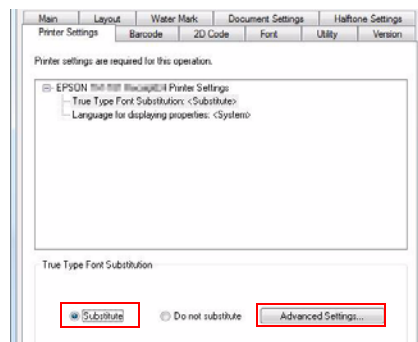 Main Layout Water Mark Document Settings Halftone Settings
Printer Settings Barcode 2D Code Font Utility Version
Printer settings are required for this operation.
EPSON Receipt Printer Settings
True Type Font Substitution: <Substitute>
Language for displaying properties: <System>
True Type Font Substitution
Substitute Do not substitute Advanced Settings...